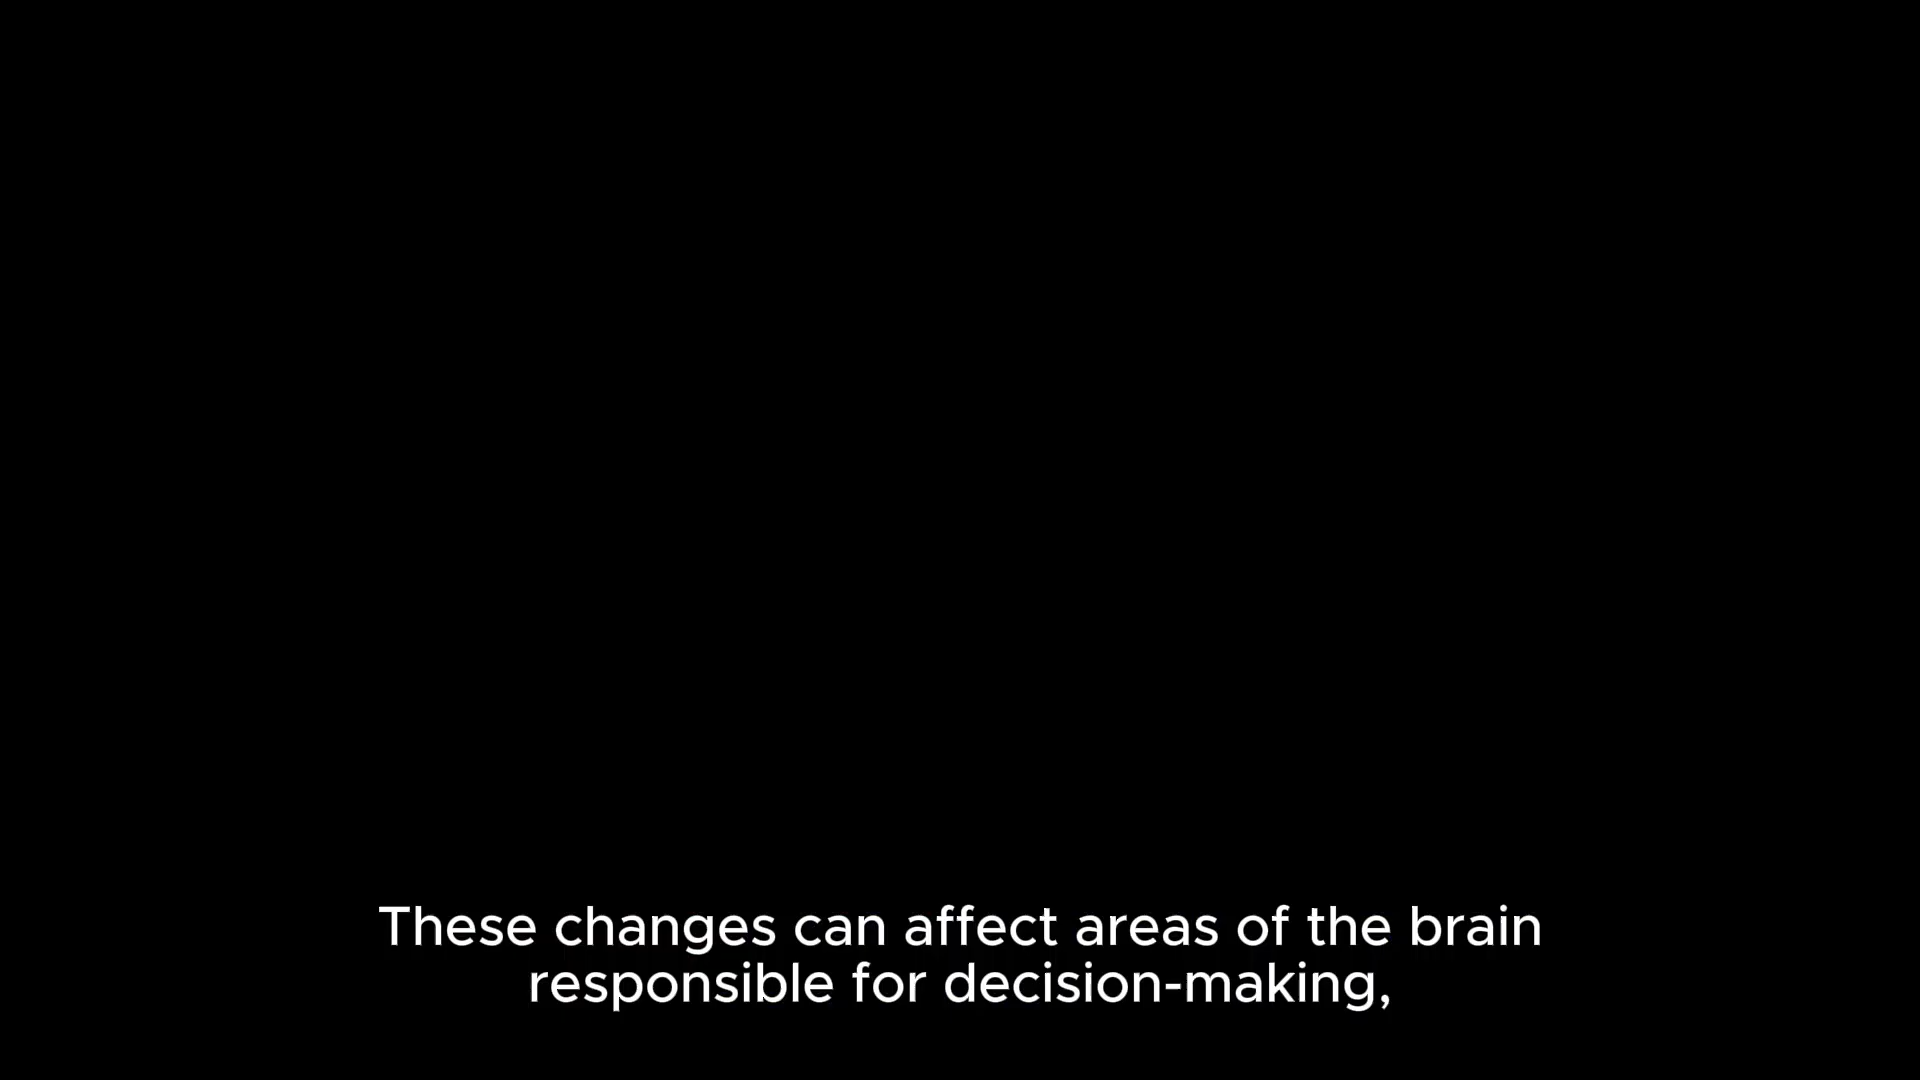 These changes can affect areas of the brain
responsible for decision-making,